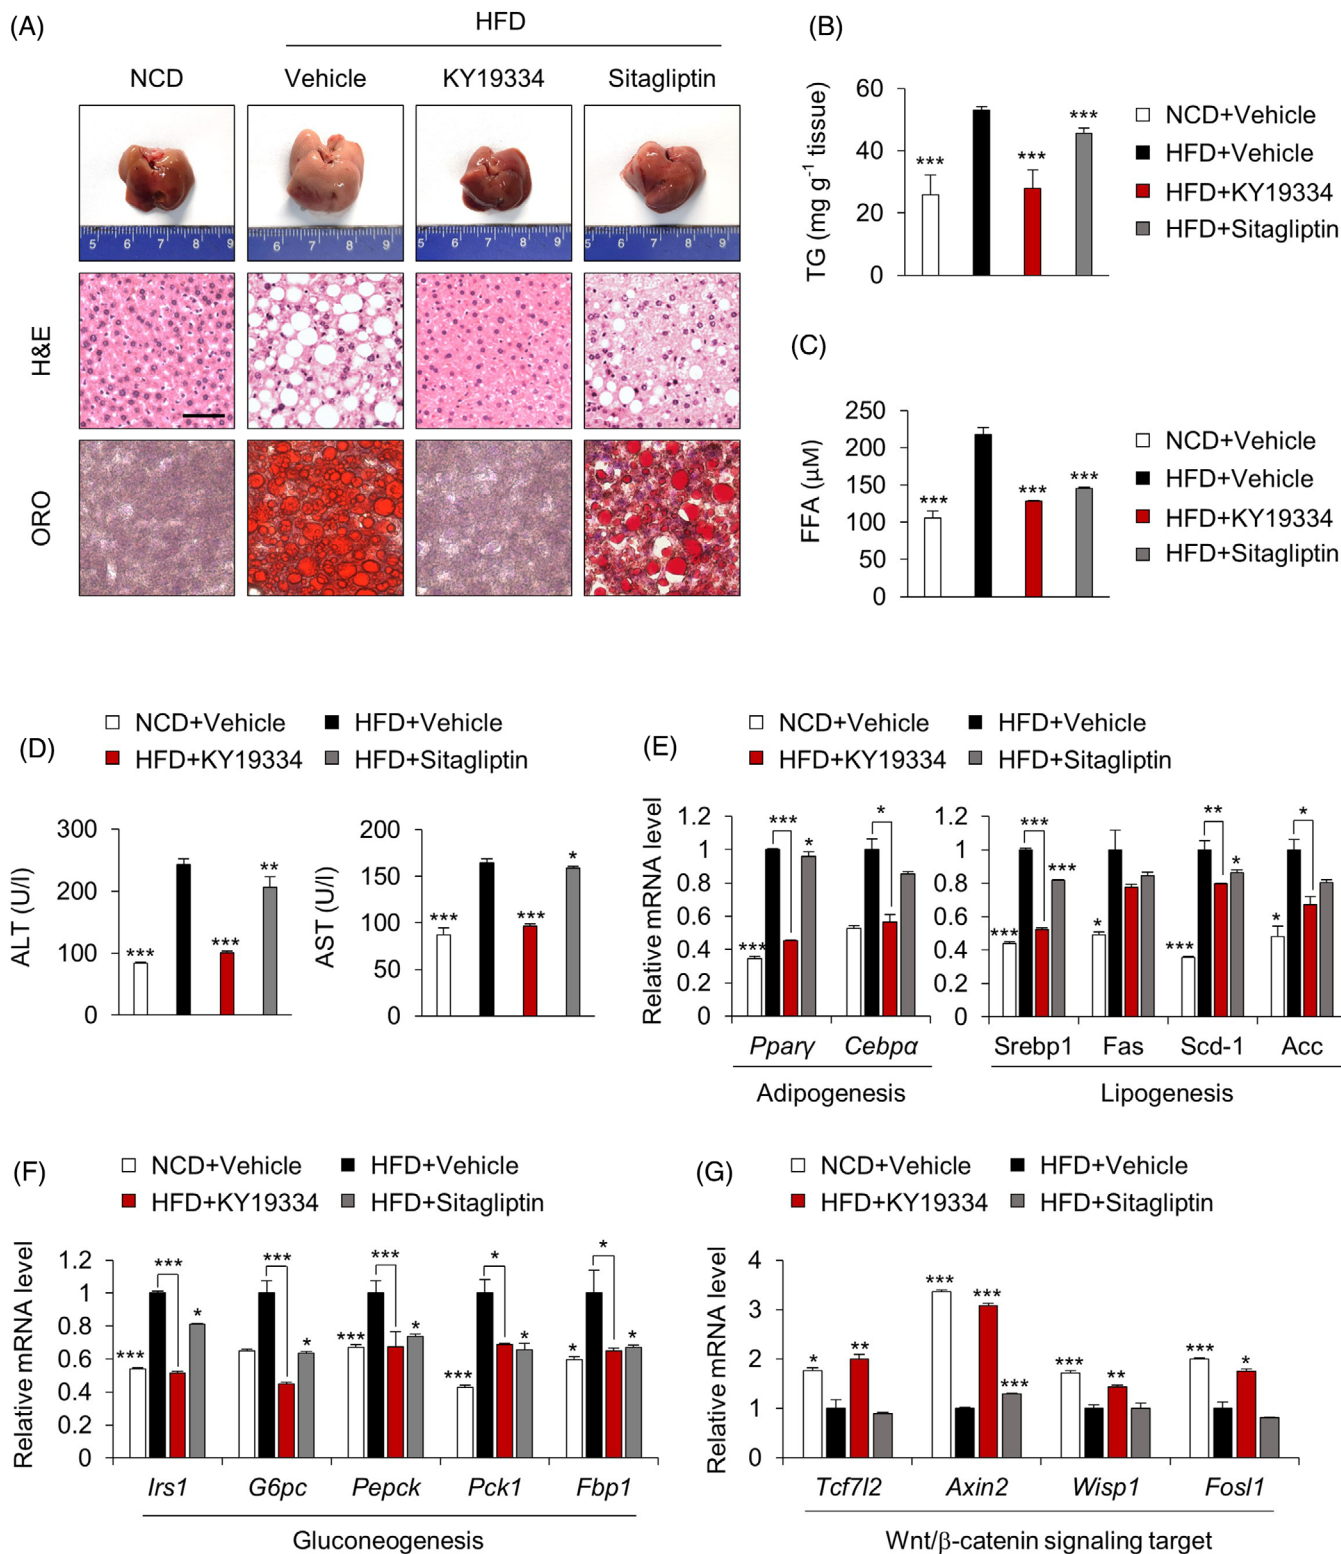 (A)
HFD
NCD Vehicle KY19334 Sitagliptin
5 6 7 8 9
6 7 8 9
5 6 7 8 9
5 6 7 8 9
H&E
ORO
(B)
TG (mg g⁻¹ tissue)
60
40
20
0
***
***
***
NCD+Vehicle
HFD+Vehicle
HFD+KY19334
HFD+Sitagliptin
(C)
FFA (µM)
250
200
150
100
50
0
***
***
***
NCD+Vehicle
HFD+Vehicle
HFD+KY19334
HFD+Sitagliptin
(D)
NCD+Vehicle HFD+Vehicle
HFD+KY19334 HFD+Sitagliptin
ALT (U/l)
300
200
100
0
***
***
**
AST (U/l)
200
150
100
50
0
***
***
*
(E)
NCD+Vehicle HFD+Vehicle
HFD+KY19334 HFD+Sitagliptin
Relative mRNA level
1.2
1
0.8
0.6
0.4
0.2
0
*** *** * *
Pparγ Cebpα
Adipogenesis
1.2
1
0.8
0.6
0.4
0.2
0
*** *** *** * *** ** * * *
Srebp1 Fas Scd-1 Acc
Lipogenesis
(F)
NCD+Vehicle HFD+Vehicle
HFD+KY19334 HFD+Sitagliptin
Relative mRNA level
1.2
1
0.8
0.6
0.4
0.2
0
*** *** * *** * *** *** * *** * * * * *
Irs1 G6pc Pepck Pck1 Fbp1
Gluconeogenesis
(G)
NCD+Vehicle HFD+Vehicle
HFD+KY19334 HFD+Sitagliptin
Relative mRNA level
4
3
2
1
0
* ** *** *** *** *** ** *** *
Tcf7l2 Axin2 Wisp1 Fosl1
Wnt/β-catenin signaling target